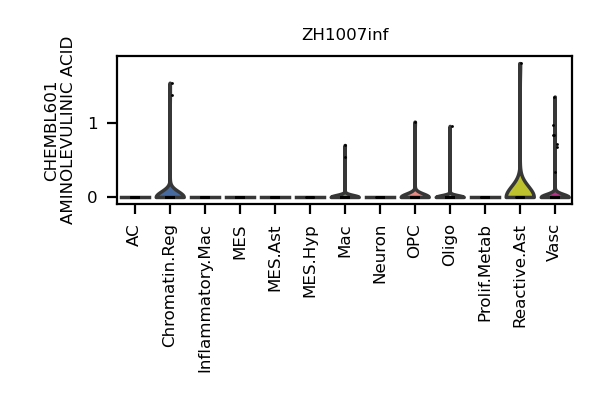 ZH1007inf
CHEMBL601
AMINOLEVULINIC ACID
1
0
AC
Chromatin.Reg
Inflammatory.Mac
MES
MES.Ast
MES.Hyp
Mac
Neuron
OPC
Oligo
Prolif.Metab
Reactive.Ast
Vasc